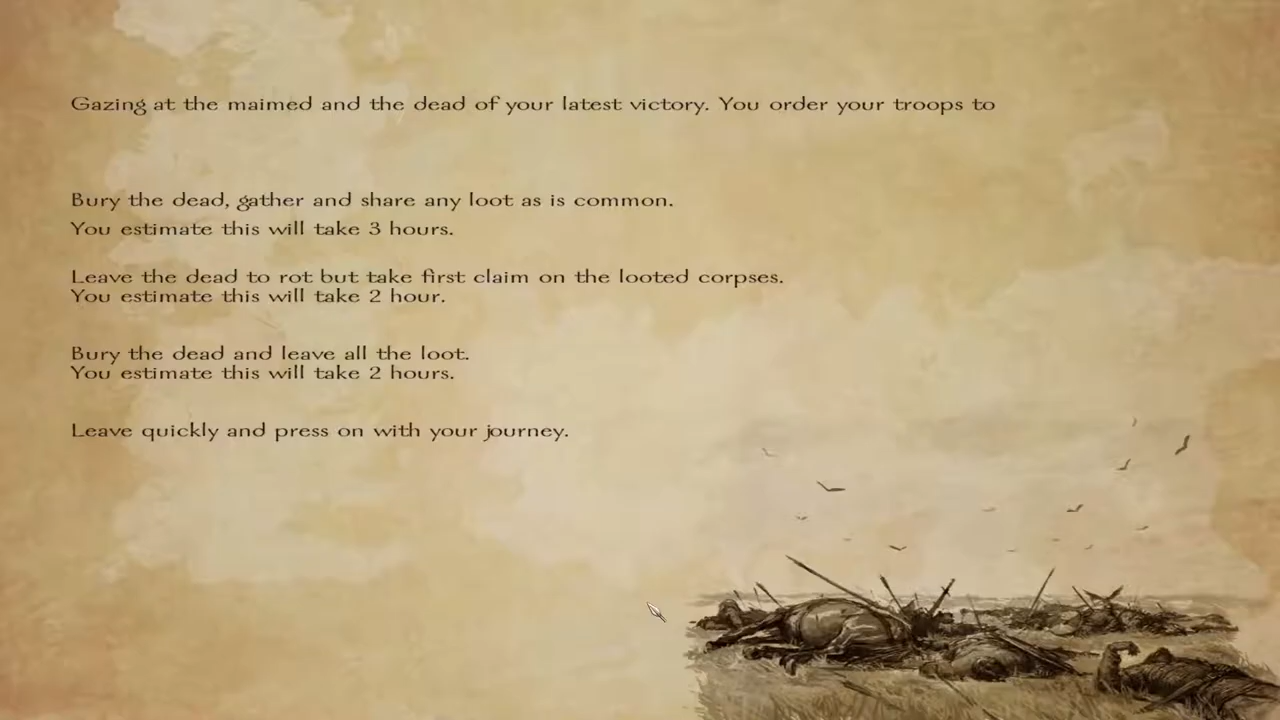 Gazing at the maimed and the dead of your latest victory. You order your troops to
Bury the dead, gather and share any loot as is common.
You estimate this will take 3 hours.
Leave the dead to rot but take first claim on the looted corpses.
You estimate this will take 2 hour.
Bury the dead and leave all the loot.
You estimate this will take 2 hours.
Leave quickly and press on with your journey.